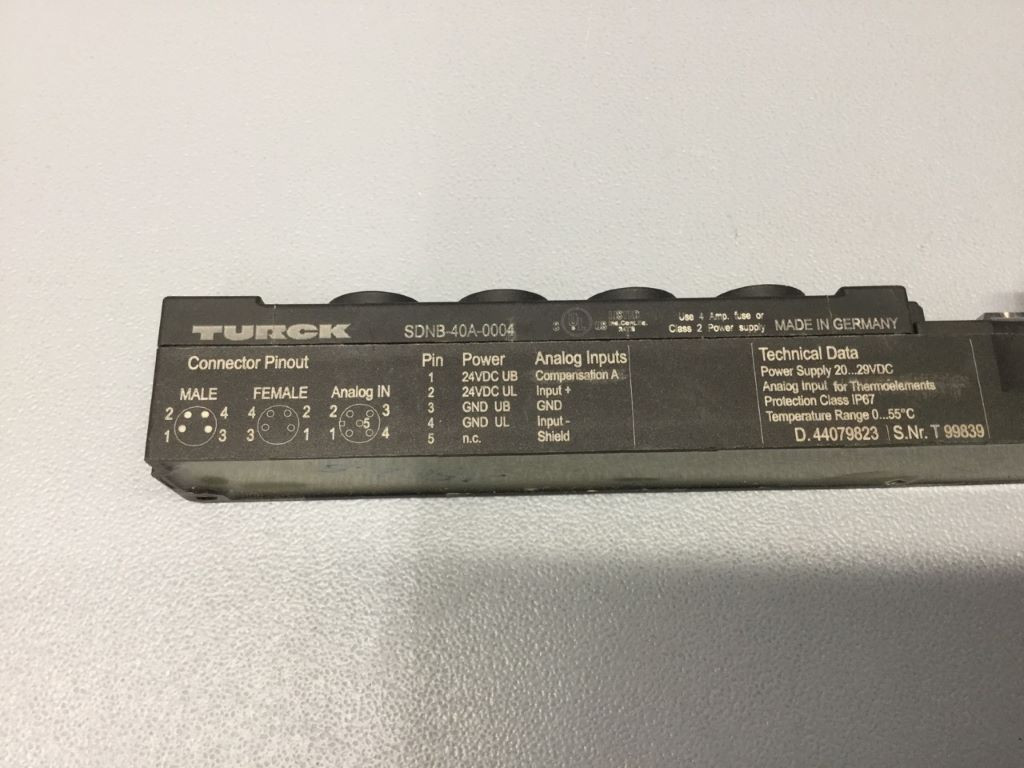 TURCK SDNB-40A-0004 C UL US LISTED Use 4 Amp. fuse or
Class 2 Power supply MADE IN GERMANY
Connector Pinout
MALE FEMALE Analog IN
2 4 4 2 2 3
5
1 3 3 1 1 4
Pin Power Analog Inputs
1 24VDC UB Compensation A
2 24VDC UL Input +
3 GND UB GND
4 GND UL Input -
5 n.c. Shield
Technical Data
Power Supply 20...29VDC
Analog Input for Thermoelements
Protection Class IP67
Temperature Range 0...55°C
D. 44079823 S.Nr. T 99839